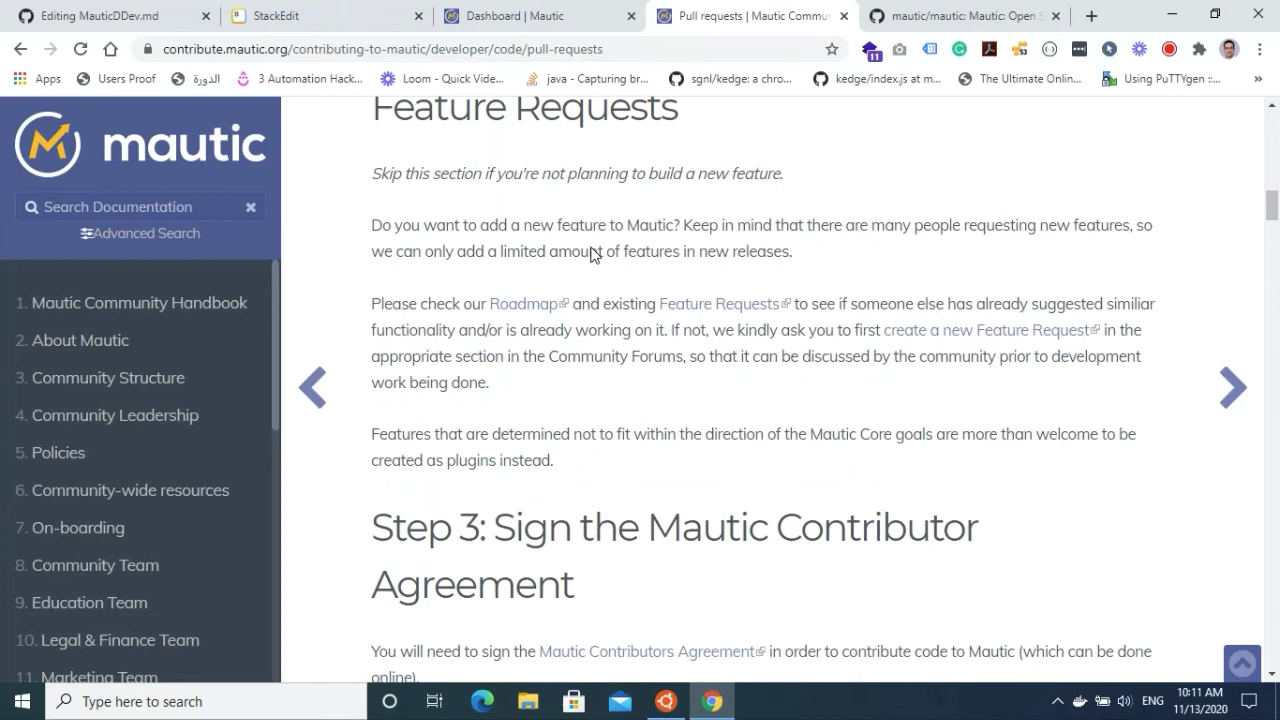 Editing MauticDDev.md
StackEdit
Dashboard | Mautic
Pull requests | Mautic Commu
mautic/mautic: Mautic: Open S
contribute.mautic.org/contributing-to-mautic/developer/code/pull-requests
11
Apps
Users Proof
الدورة
3 Automation Hack...
Loom - Quick Vide...
java - Capturing br...
sgnl/kedge: a chro...
kedge/index.js at m...
The Ultimate Onlin...
Using PuTTYgen ::...
»
mautic
Search Documentation
Advanced Search
1. Mautic Community Handbook
2. About Mautic
3. Community Structure
4. Community Leadership
5. Policies
6. Community-wide resources
7. On-boarding
8. Community Team
9. Education Team
10. Legal & Finance Team
11. Marketing Team
Feature Requests
Skip this section if you're not planning to build a new feature.
Do you want to add a new feature to Mautic? Keep in mind that there are many people requesting new features, so
we can only add a limited amount of features in new releases.
Please check our Roadmap and existing Feature Requests to see if someone else has already suggested similiar
functionality and/or is already working on it. If not, we kindly ask you to first create a new Feature Request in the
appropriate section in the Community Forums, so that it can be discussed by the community prior to development
work being done.
Features that are determined not to fit within the direction of the Mautic Core goals are more than welcome to be
created as plugins instead.
Step 3: Sign the Mautic Contributor
Agreement
You will need to sign the Mautic Contributors Agreement in order to contribute code to Mautic (which can be done
online).
Type here to search
ENG
10:11 AM
11/13/2020